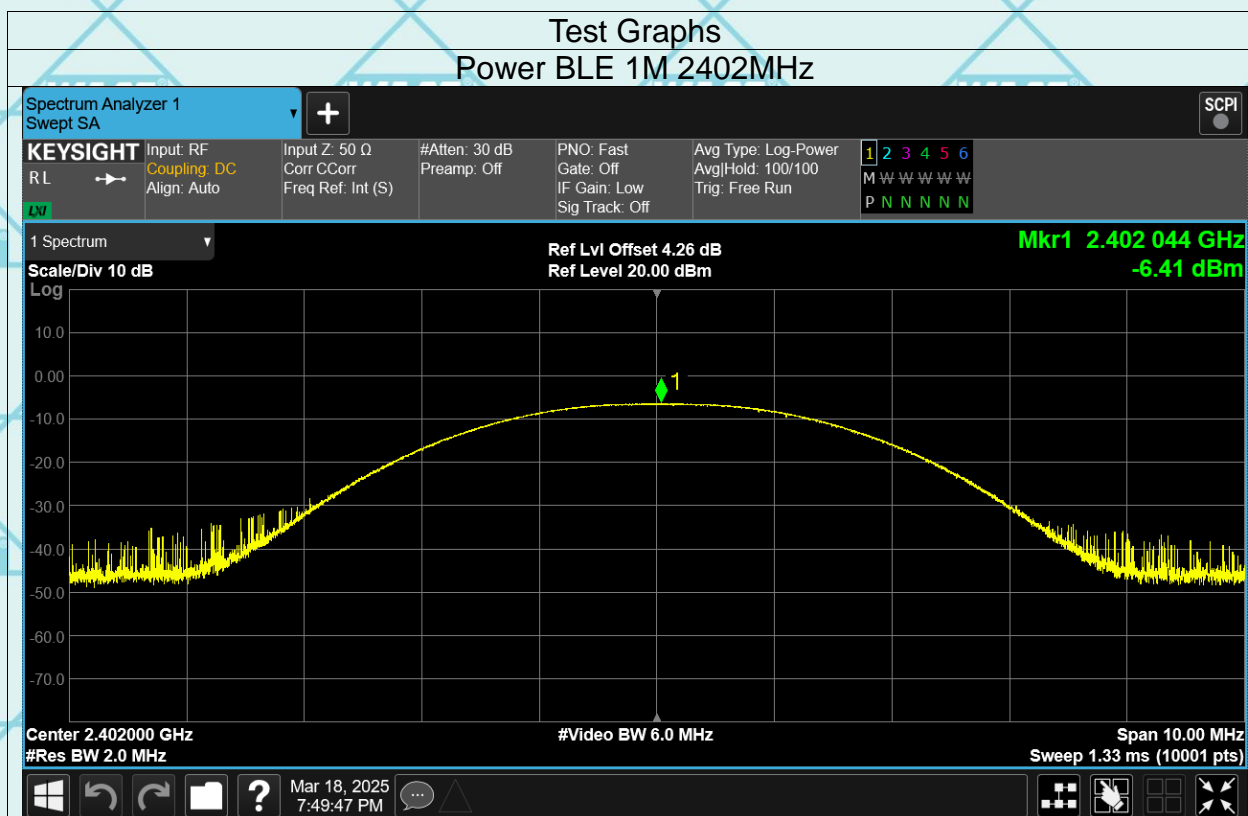 Test Graphs
Power BLE 1M 2402MHz
Spectrum Analyzer 1
Swept SA
+
SCPI
KEYSIGHT
R L
LXI
Input: RF
Coupling: DC
Align: Auto
Input Z: 50 Ω
Corr CCorr
Freq Ref: Int (S)
#Atten: 30 dB
Preamp: Off
PNO: Fast
Gate: Off
IF Gain: Low
Sig Track: Off
Avg Type: Log-Power
Avg|Hold: 100/100
Trig: Free Run
1 2 3 4 5 6
M W W W W W
P N N N N N
1 Spectrum
Scale/Div 10 dB
Log
Ref Lvl Offset 4.26 dB
Ref Level 20.00 dBm
Mkr1 2.402 044 GHz
-6.41 dBm
10.0
0.00
-10.0
-20.0
-30.0
-40.0
-50.0
-60.0
-70.0
1
Center 2.402000 GHz
#Res BW 2.0 MHz
#Video BW 6.0 MHz
Span 10.00 MHz
Sweep 1.33 ms (10001 pts)
?
Mar 18, 2025
7:49:47 PM